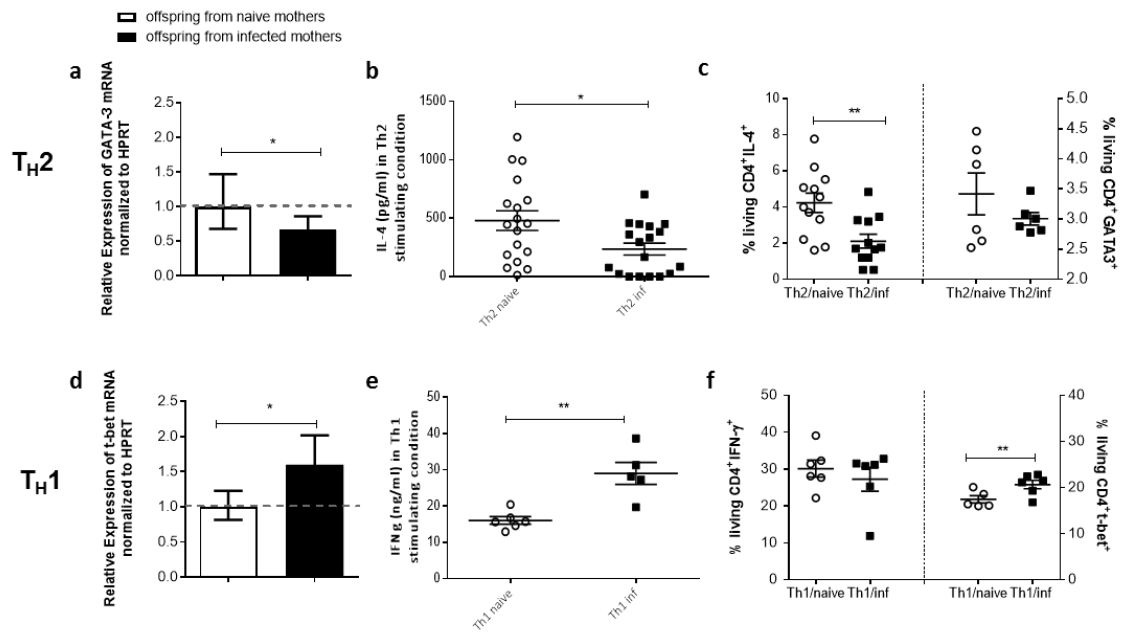 offspring from naive mothers
offspring from infected mothers
a
b
c
TH2
Relative Expression of GATA-3 mRNA
normalized to HPRT
2.5
2.0
1.5
1.0
0.5
0.0
*
IL-4 (pg/ml) in Th2
stimulating condition
1500
1000
500
0
*
Th2 naive
Th2 inf
% living CD4+IL-4+
10
8
6
4
2
0
**
Th2/naive Th2/inf
Th2/naive Th2/inf
5.0
4.5
4.0
3.5
3.0
2.5
2.0
% living CD4+GATA3+
d
e
f
TH1
Relative Expression of t-bet mRNA
normalized to HPRT
2.5
2.0
1.5
1.0
0.5
0.0
*
IFN g (ng/ml) in Th1
stimulating condition
50
40
30
20
10
0
**
Th1 naive
Th1 inf
% living CD4+IFN-γ+
50
40
30
20
10
0
**
Th1/naive Th1/inf
Th1/naive Th1/inf
40
30
20
10
0
% living CD4+t-bet+